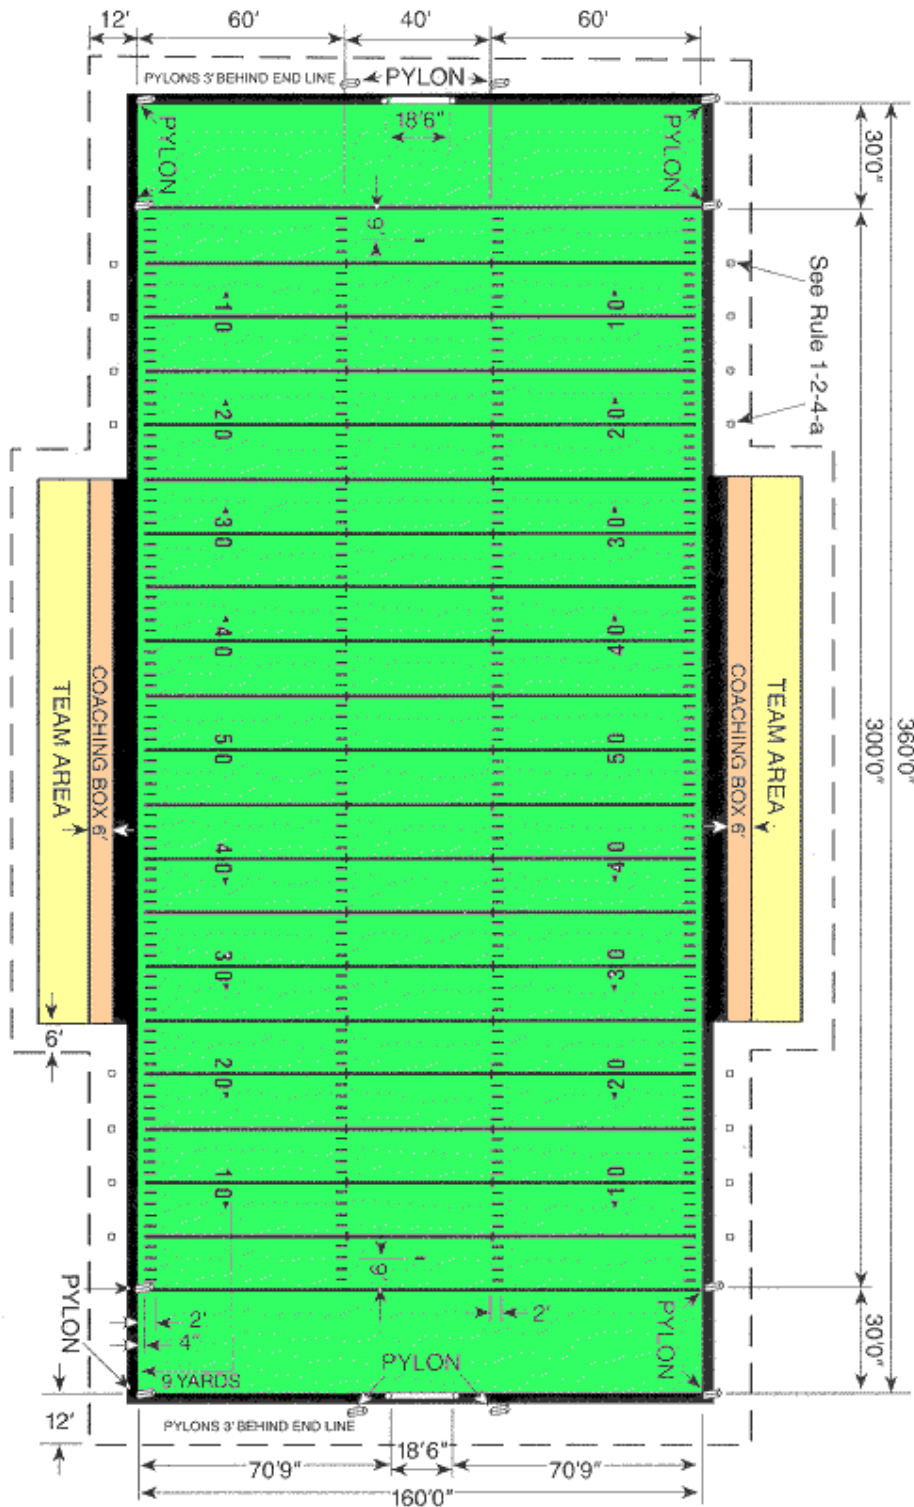 12' 60' 40' 60'
PYLONS 3' BEHIND END LINE PYLON
18'6"
PYLON PYLON
30'0"
9'
See Rule 1-2-4-a
10 10
20 20
30 30
40 40
COACHING BOX 6' TEAM AREA
TEAM AREA COACHING BOX 6'
50 50
300'0" 360'0"
40 40
30 30
6'
20 20
10 10
9'
PYLON
2' 2'
4"
PYLON
30'0"
PYLON
9 YARDS
12'
PYLONS 3' BEHIND END LINE
18'6"
70'9" 70'9"
160'0"